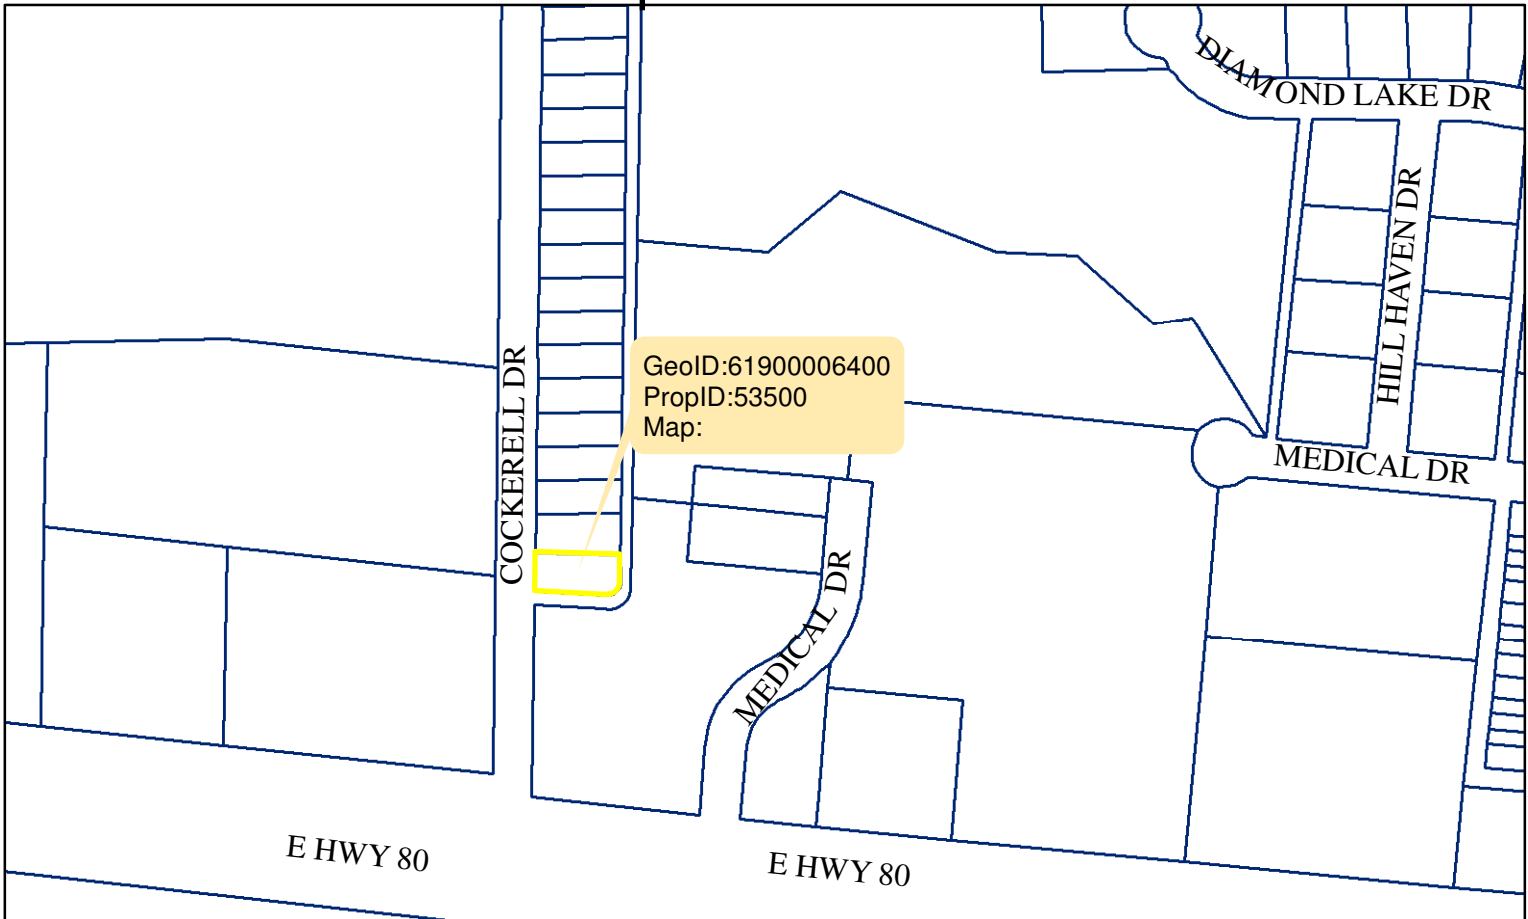 DIAMOND LAKE DR
HILL HAVEN DR
COCKERELL DR
GeoID:61900006400
PropID:53500
Map:
MEDICAL DR
MEDICAL DR
E HWY 80
E HWY 80